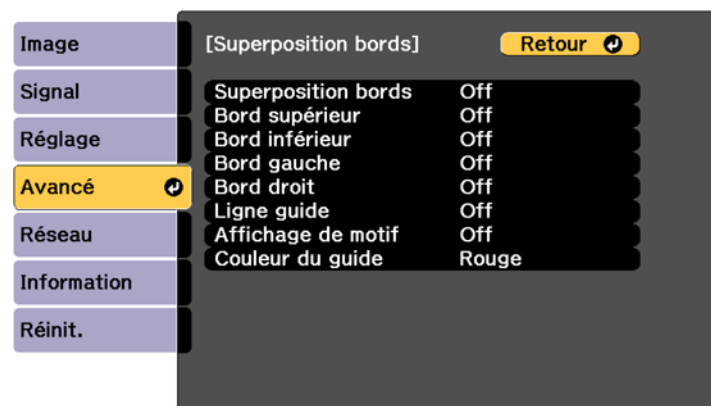 Image
Signal
Réglage
Avancé
Réseau
Information
Réinit.
[Superposition bords] Retour
Superposition bords Off
Bord supérieur Off
Bord inférieur Off
Bord gauche Off
Bord droit Off
Ligne guide Off
Affichage de motif Off
Couleur du guide Rouge